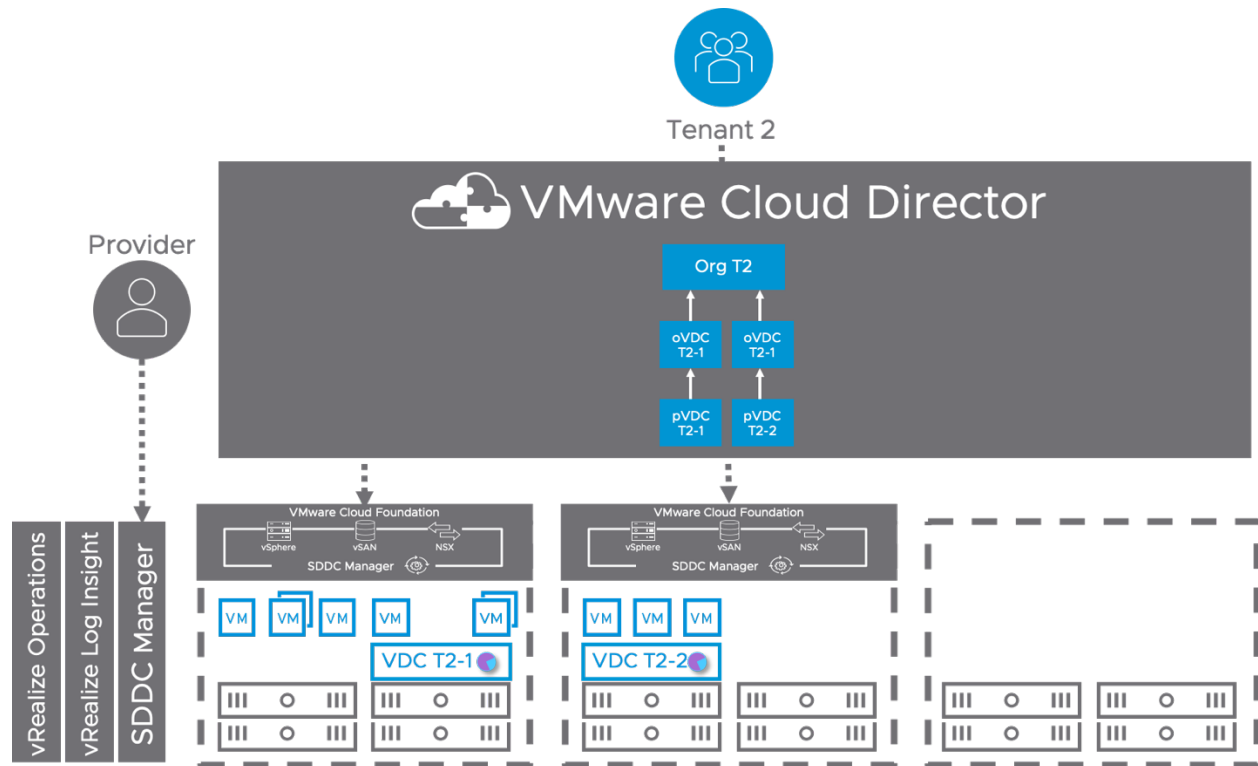 Tenant 2
VMware Cloud Director
Provider
Org T2
oVDC
T2-1
oVDC
T2-1
pVDC
T2-1
pVDC
T2-2
vRealize Operations
vRealize Log Insight
SDDC Manager
VMware Cloud Foundation
vSphere
vSAN
NSX
SDDC Manager
VM
VM
VM
VM
VM
VDC T2-1
VMware Cloud Foundation
vSphere
vSAN
NSX
SDDC Manager
VM
VM
VM
VDC T2-2